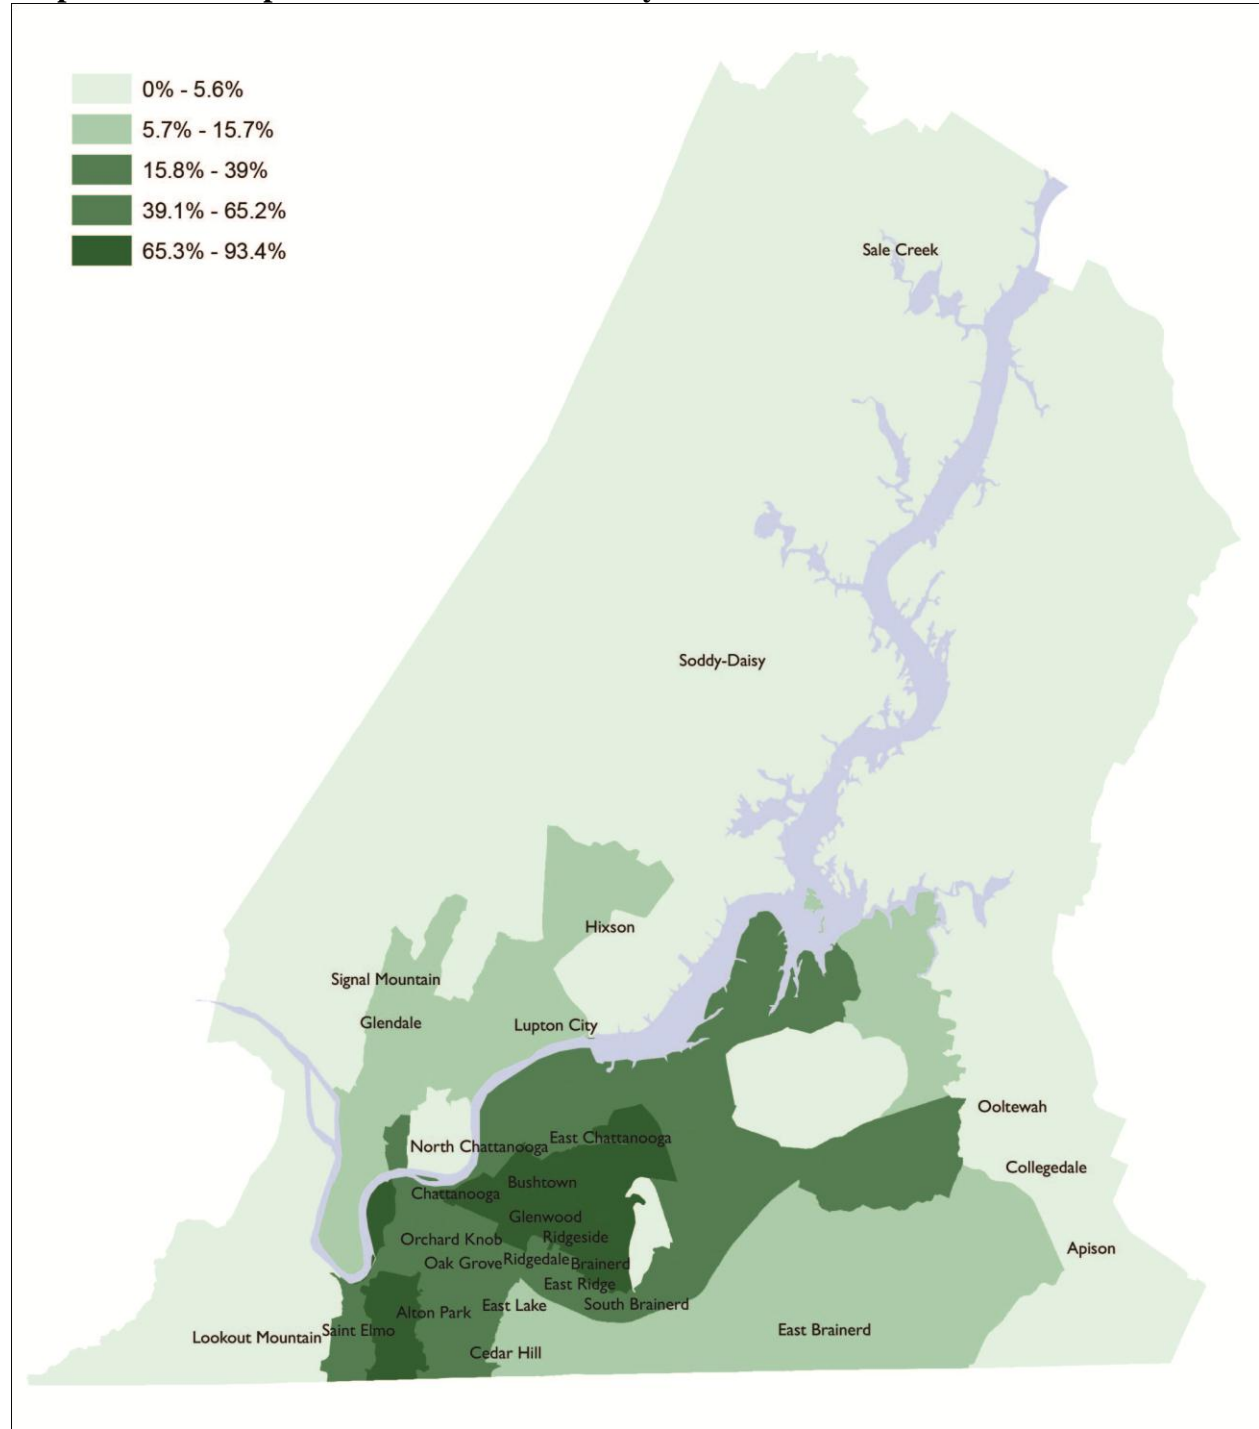 0% - 5.6%
5.7% - 15.7%
15.8% - 39%
39.1% - 65.2%
65.3% - 93.4%
Sale Creek
Soddy-Daisy
Hixson
Signal Mountain
Glendale
Lupton City
Ooltewah
East Chattanooga
North Chattanooga
Collegedale
Bushtown
Chattanooga
Glenwood
Orchard Knob
Ridgeside
Apison
Oak Grove
Ridgedale
Brainerd
East Ridge
East Lake
South Brainerd
Alton Park
Saint Elmo
Lookout Mountain
East Brainerd
Cedar Hill